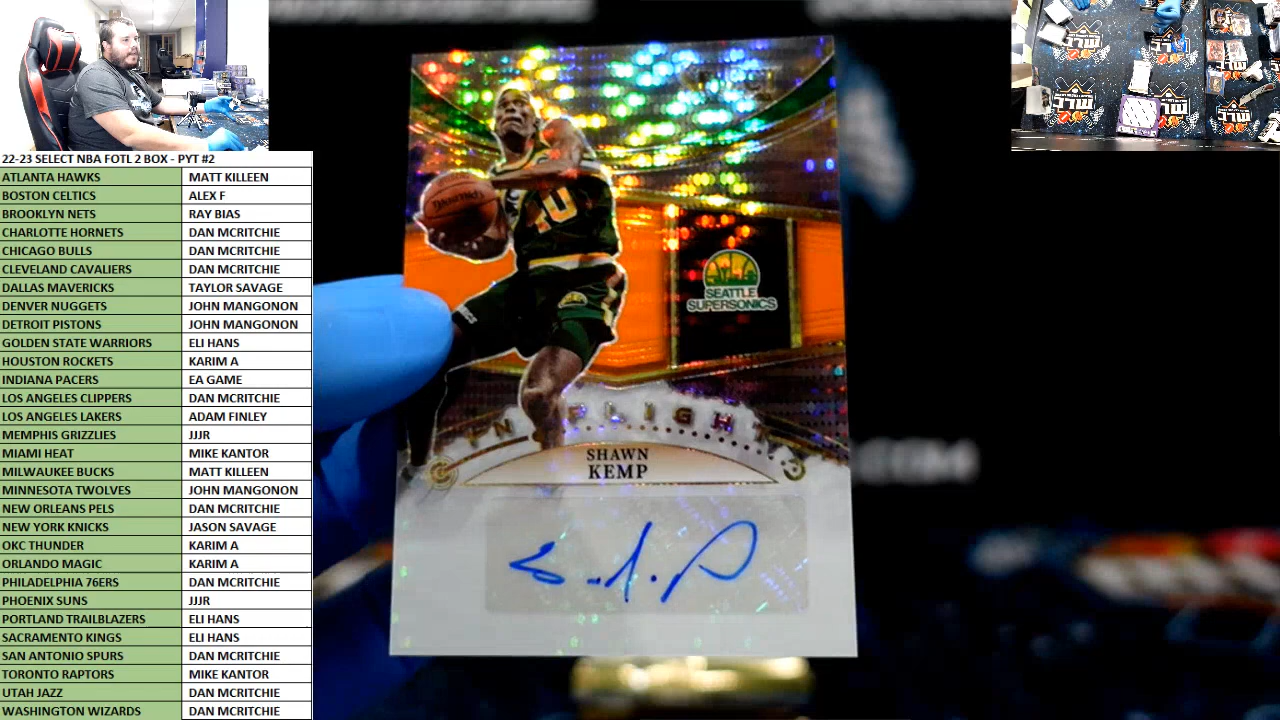 22-23 SELECT NBA FOTL 2 BOX - PYT #2
ATLANTA HAWKS MATT KILLEEN
BOSTON CELTICS ALEX F
BROOKLYN NETS RAY BIAS
CHARLOTTE HORNETS DAN MCRITCHIE
CHICAGO BULLS DAN MCRITCHIE
CLEVELAND CAVALIERS DAN MCRITCHIE
DALLAS MAVERICKS TAYLOR SAVAGE
DENVER NUGGETS JOHN MANGONON
DETROIT PISTONS JOHN MANGONON
GOLDEN STATE WARRIORS ELI HANS
HOUSTON ROCKETS KARIM A
INDIANA PACERS EA GAME
LOS ANGELES CLIPPERS DAN MCRITCHIE
LOS ANGELES LAKERS ADAM FINLEY
MEMPHIS GRIZZLIES JJJR
MIAMI HEAT MIKE KANTOR
MILWAUKEE BUCKS MATT KILLEEN
MINNESOTA TWOLVES JOHN MANGONON
NEW ORLEANS PELS DAN MCRITCHIE
NEW YORK KNICKS JASON SAVAGE
OKC THUNDER KARIM A
ORLANDO MAGIC KARIM A
PHILADELPHIA 76ERS DAN MCRITCHIE
PHOENIX SUNS JJJR
PORTLAND TRAILBLAZERS ELI HANS
SACRAMENTO KINGS ELI HANS
SAN ANTONIO SPURS DAN MCRITCHIE
TORONTO RAPTORS MIKE KANTOR
UTAH JAZZ DAN MCRITCHIE
WASHINGTON WIZARDS DAN MCRITCHIE
40
SEATTLE
SUPERSONICS
IN FLIGHT
SHAWN
KEMP
.COM